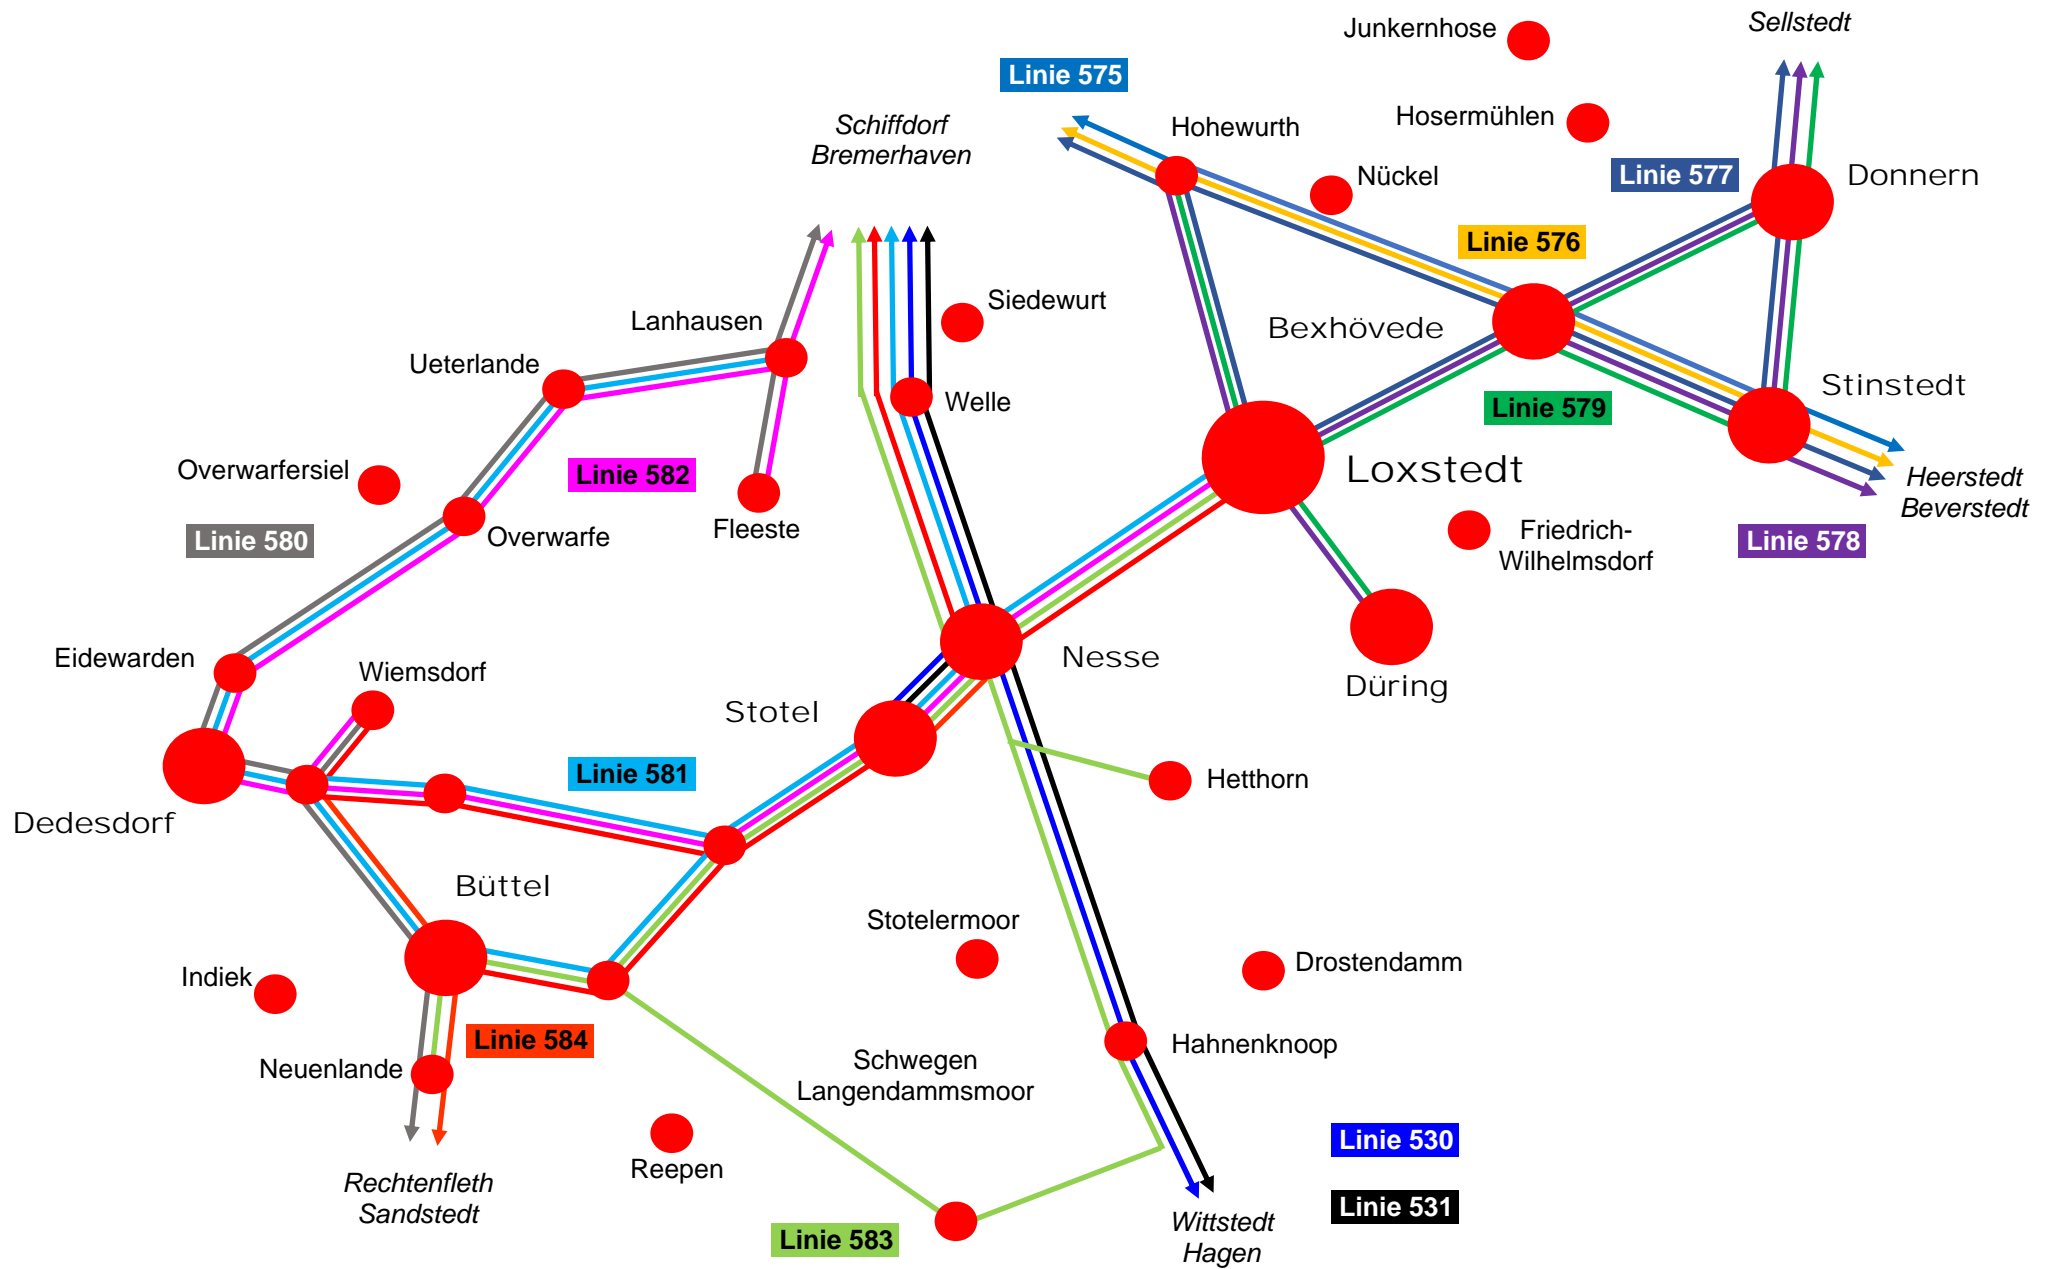 Junkernhose
Sellstedt
Linie 575
Hosermühlen
Schiffdorf
Bremerhaven
Hohewurth
Nückel
Linie 577
Donnern
Linie 576
Siedewurt
Lanhausen
Bexhövede
Ueterlande
Stinstedt
Welle
Linie 579
Overwarfersiel
Linie 582
Loxstedt
Heerstedt
Beverstedt
Linie 580
Overwarfe
Fleeste
Friedrich-
Wilhelmsdorf
Linie 578
Eidewarden
Wiemsdorf
Nesse
Düring
Stotel
Linie 581
Hetthorn
Dedesdorf
Büttel
Stotelermoor
Drostendamm
Indiek
Linie 584
Hahnenknoop
Neuenlande
Schwegen
Langendammsmoor
Linie 530
Reepen
Rechtenfleth
Sandstedt
Linie 531
Linie 583
Wittstedt
Hagen